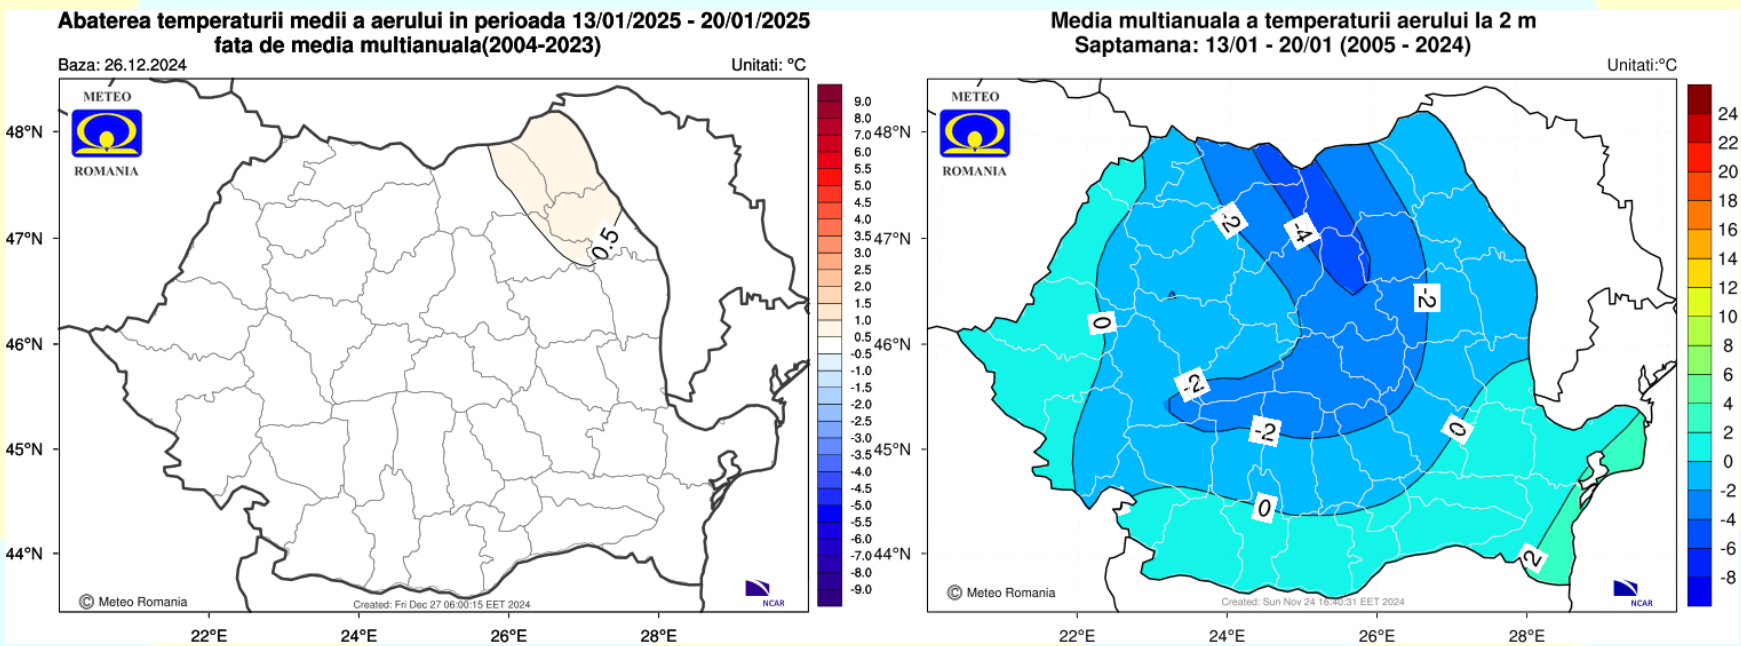 Abaterea temperaturii medii a aerului in perioada 13/01/2025 - 20/01/2025
fata de media multianuala(2004-2023)
Baza: 26.12.2024
Unitati: °C
METEO
ROMANIA
48°N
47°N
46°N
45°N
44°N
0.5
9.0
8.0
7.0
6.0
5.5
5.0
4.5
4.0
3.5
3.0
2.5
2.0
1.5
1.0
0.5
-0.5
-1.0
-1.5
-2.0
-2.5
-3.0
-3.5
-4.0
-4.5
-5.0
-5.5
-6.0
-7.0
-8.0
-9.0
© Meteo Romania
Created: Fri Dec 27 06:00:15 EET 2024
NCAR
22°E
24°E
26°E
28°E
Media multianuala a temperaturii aerului la 2 m
Saptamana: 13/01 - 20/01 (2005 - 2024)
Unitati:°C
METEO
ROMANIA
48°N
47°N
46°N
45°N
44°N
-2
-4
-2
0
-2
-2
0
0
2
24
22
20
18
16
14
12
10
8
6
4
2
0
-2
-4
-6
-8
© Meteo Romania
Created: Sun Nov 24 16:40:31 EET 2024
NCAR
22°E
24°E
26°E
28°E